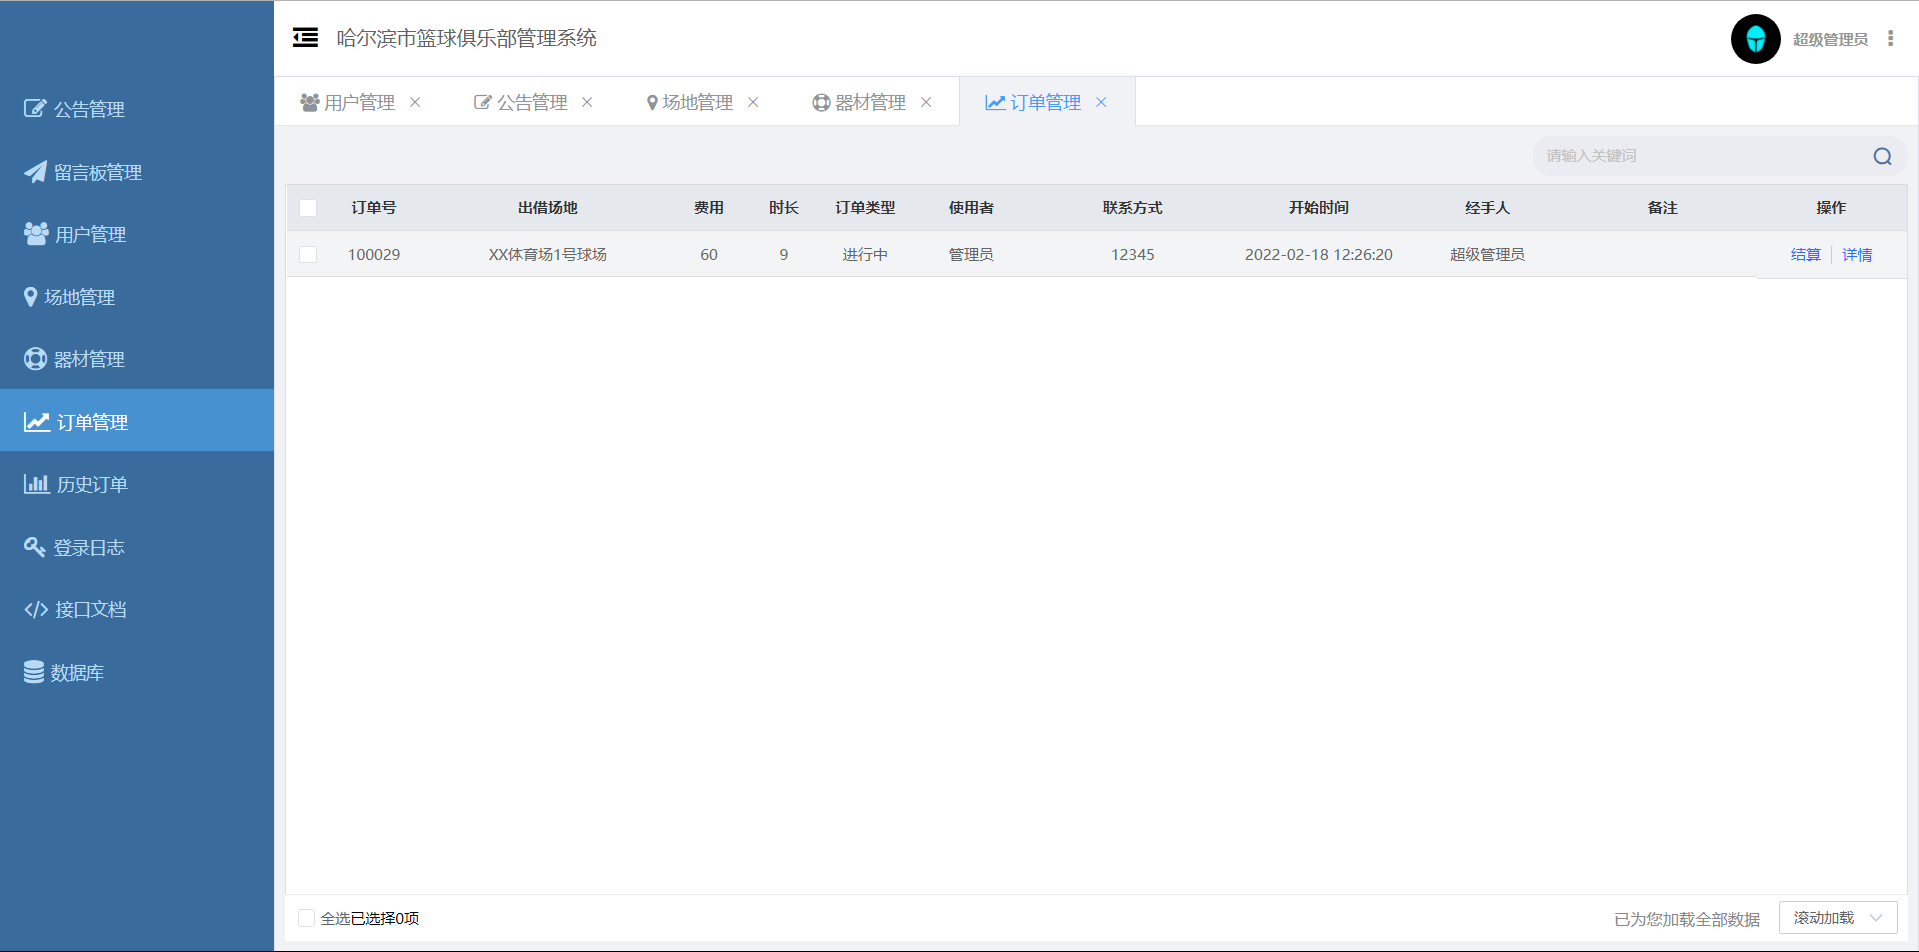 哈尔滨市篮球俱乐部管理系统
超级管理员
公告管理
留言板管理
用户管理
场地管理
器材管理
订单管理
历史订单
登录日志
接口文档
数据库
用户管理 公告管理 场地管理 器材管理 订单管理
请输入关键词
订单号 出借场地 费用 时长 订单类型 使用者 联系方式 开始时间 经手人 备注 操作
100029 XX体育场1号球场 60 9 进行中 管理员 12345 2022-02-18 12:26:20 超级管理员 结算 详情
全选已选择0项 已为您加载全部数据 滚动加载